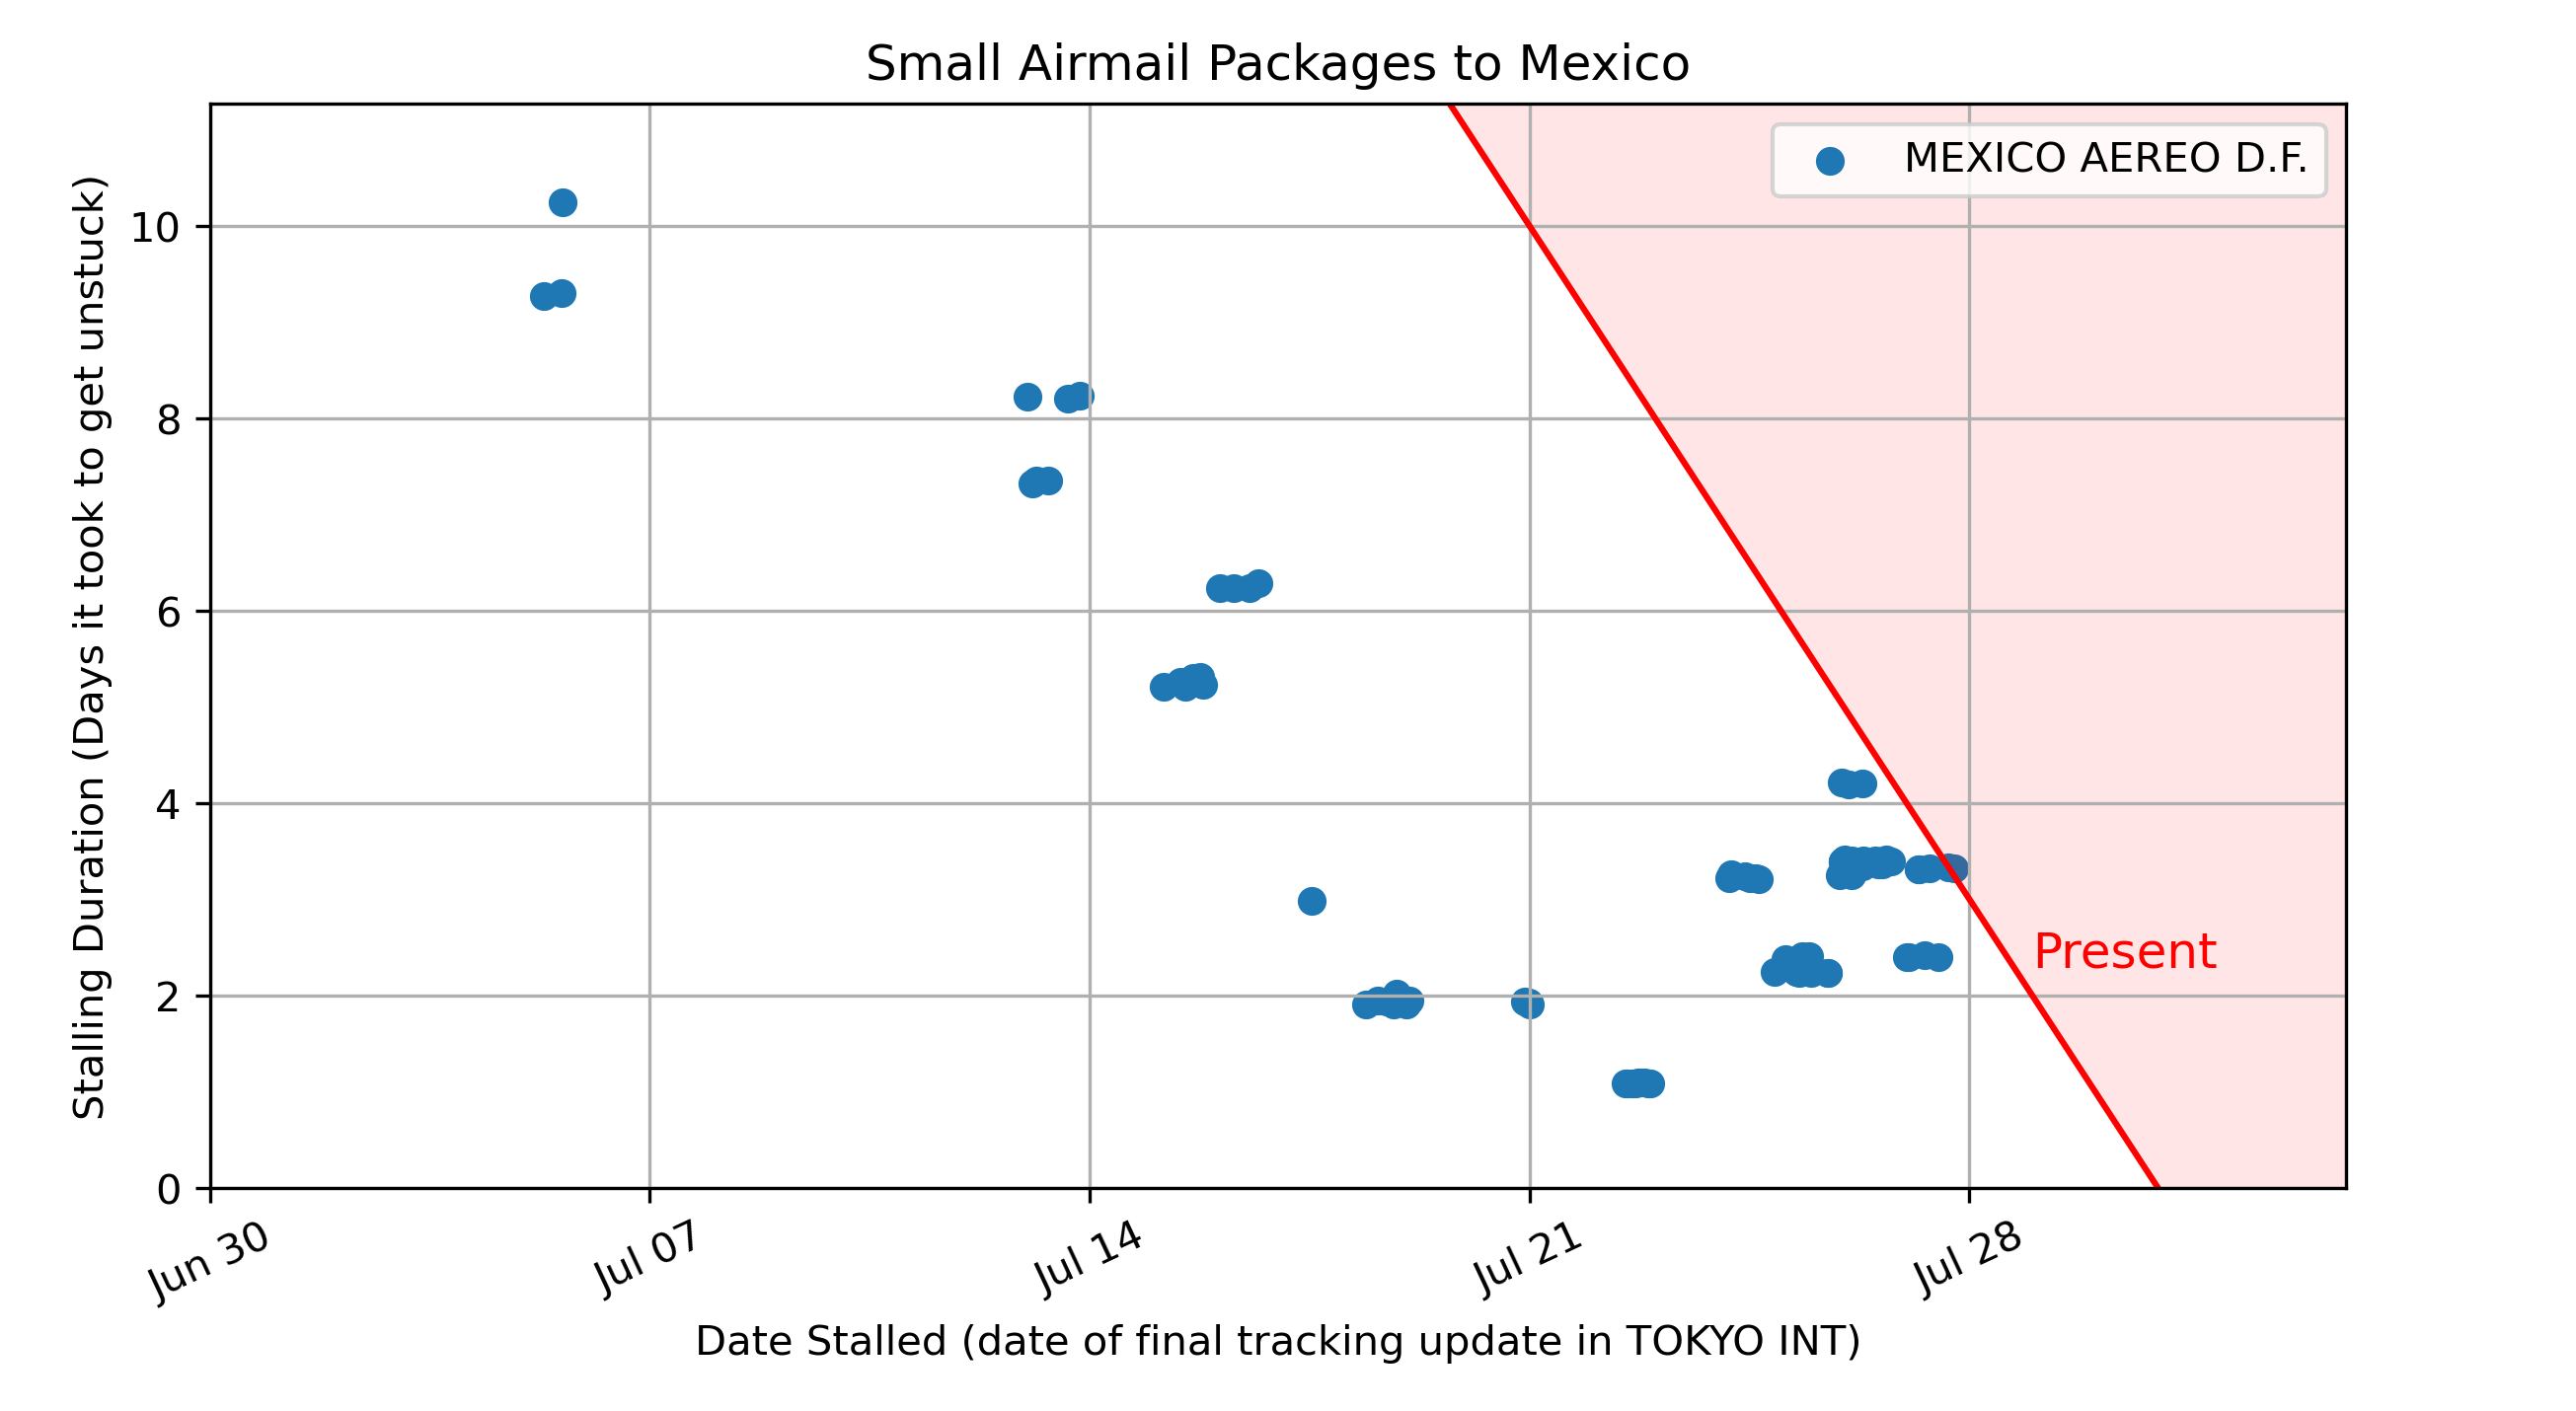 Small Airmail Packages to Mexico
MEXICO AEREO D.F.
Stalling Duration (Days it took to get unstuck)
10
8
6
4
2
0
Present
Jun 30
Jul 07
Jul 14
Jul 21
Jul 28
Date Stalled (date of final tracking update in TOKYO INT)